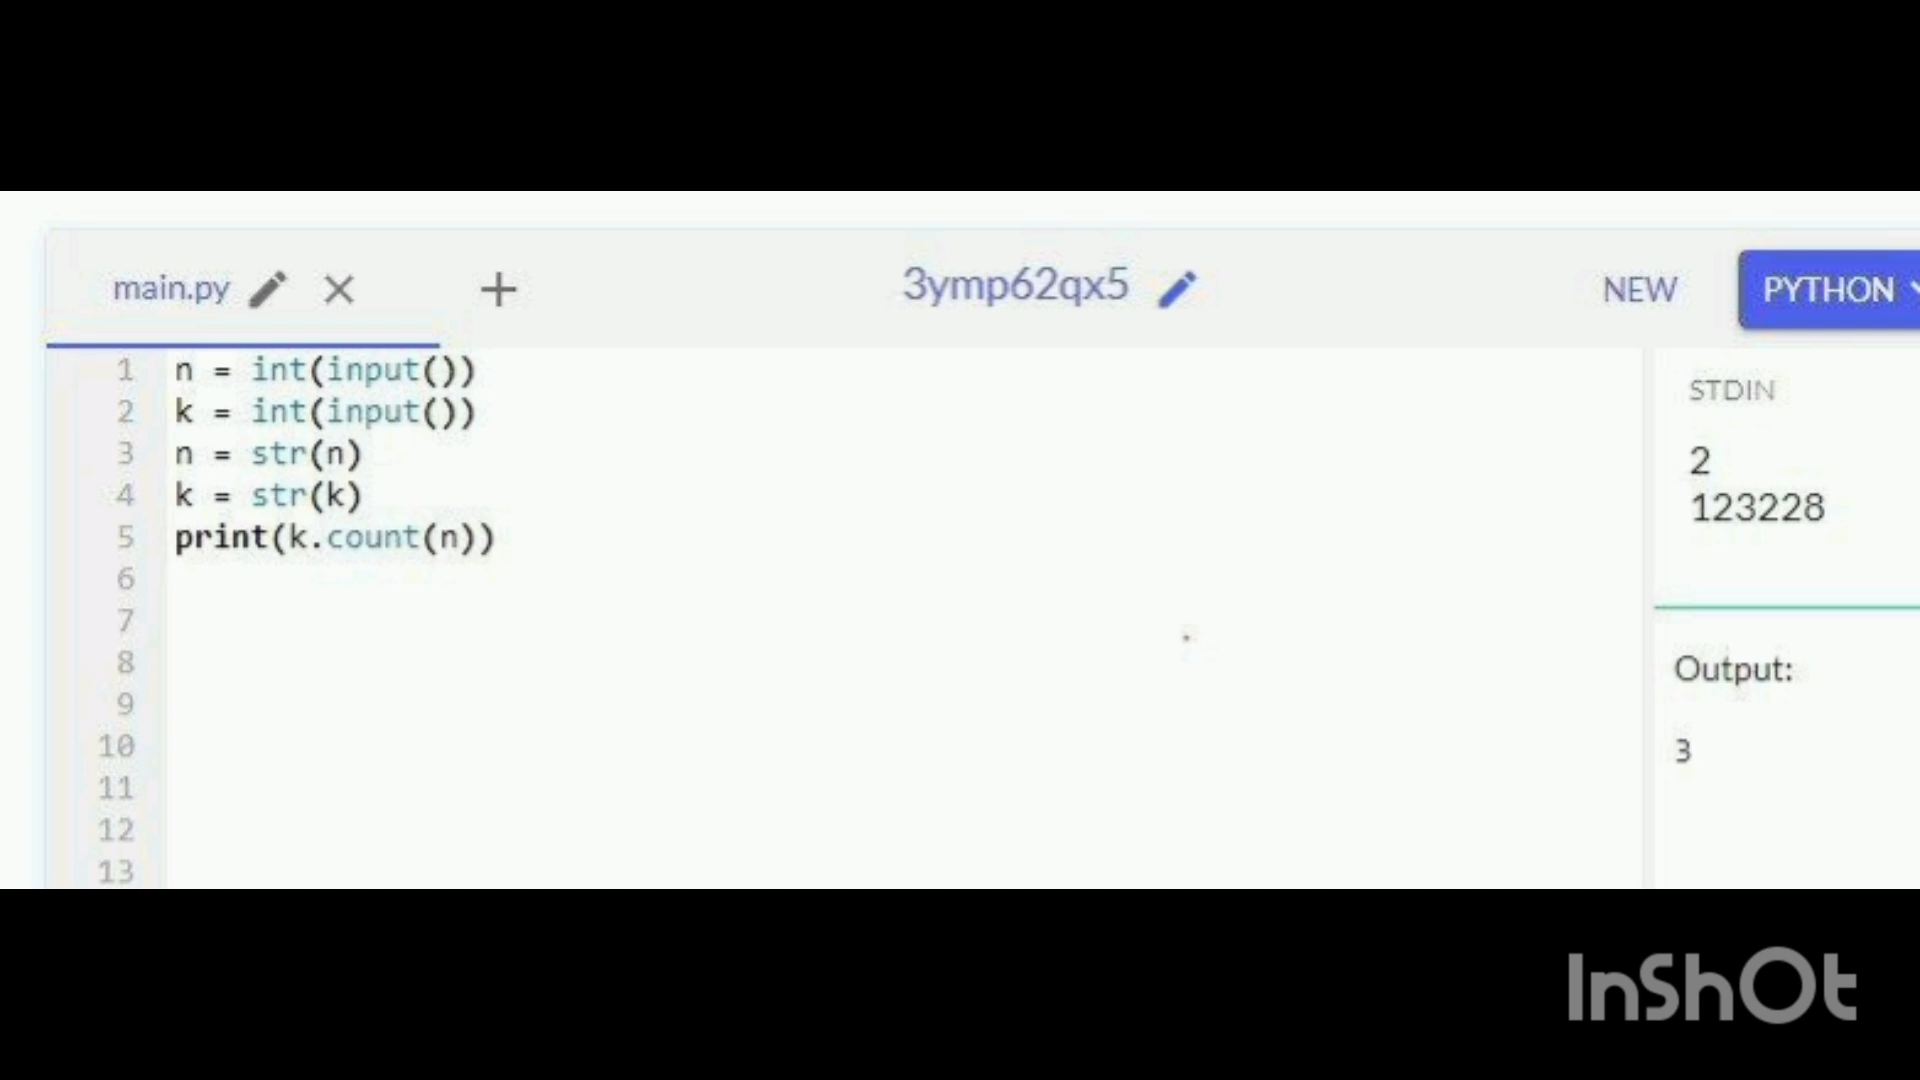 main.py 3ymp62qx5 NEW PYTHON
1 n = int(input())
2 k = int(input())
3 n = str(n)
4 k = str(k)
5 print(k.count(n))
6
7
8
9
10
11
12
13
STDIN
2
123228
Output:
3
InShOt